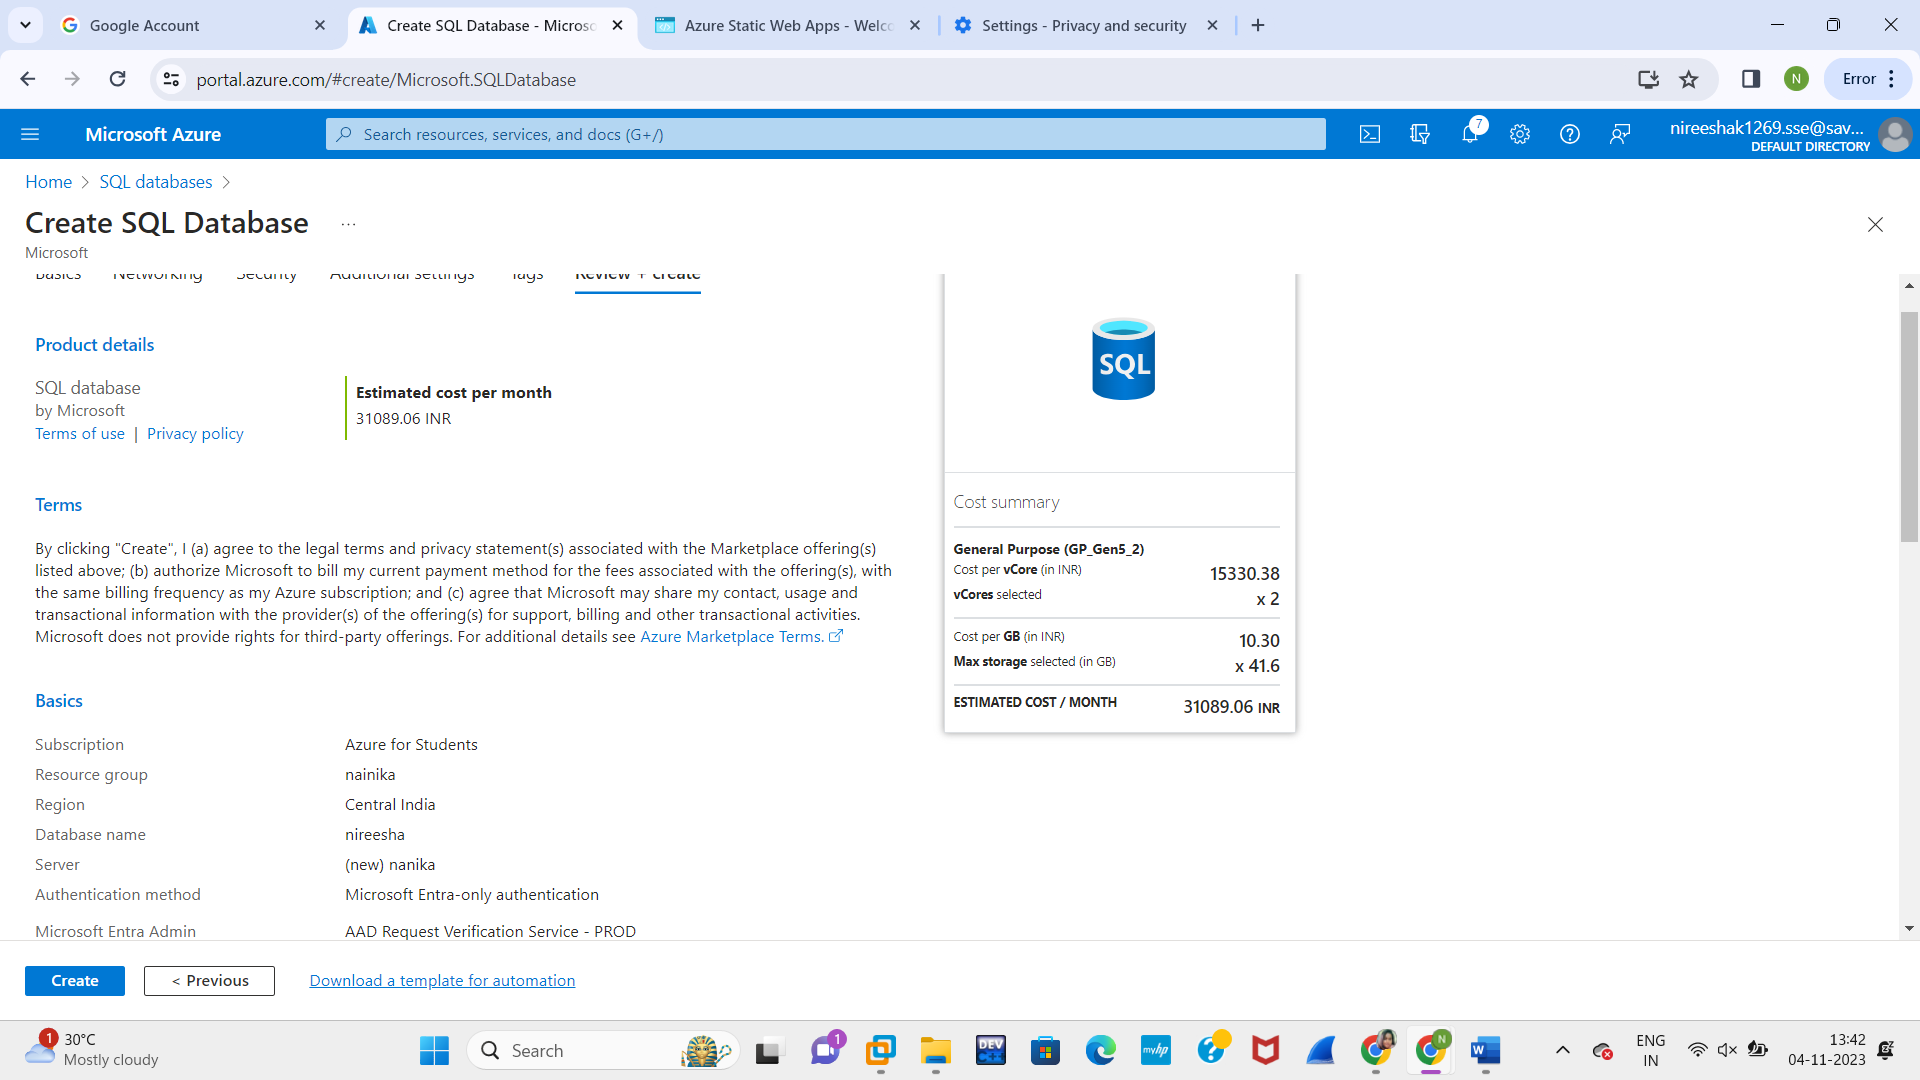 Google Account
Create SQL Database - Microso
Azure Static Web Apps - Welco
Settings - Privacy and security
portal.azure.com/#create/Microsoft.SQLDatabase
N
Error
Microsoft Azure
Search resources, services, and docs (G+/)
7
nireeshak1269.sse@sav...
DEFAULT DIRECTORY
Home > SQL databases >
Create SQL Database ...
Microsoft
Basics Networking Security Additional settings Tags Review + create
Product details
SQL database
by Microsoft
Terms of use | Privacy policy
Estimated cost per month
31089.06 INR
Terms
By clicking "Create", I (a) agree to the legal terms and privacy statement(s) associated with the Marketplace offering(s)
listed above; (b) authorize Microsoft to bill my current payment method for the fees associated with the offering(s), with
the same billing frequency as my Azure subscription; and (c) agree that Microsoft may share my contact, usage and
transactional information with the provider(s) of the offering(s) for support, billing and other transactional activities.
Microsoft does not provide rights for third-party offerings. For additional details see Azure Marketplace Terms.
Basics
Subscription Azure for Students
Resource group nainika
Region Central India
Database name nireesha
Server (new) nanika
Authentication method Microsoft Entra-only authentication
Microsoft Entra Admin AAD Request Verification Service - PROD
SQL
Cost summary
General Purpose (GP_Gen5_2)
Cost per vCore (in INR) 15330.38
vCores selected x 2
Cost per GB (in INR) 10.30
Max storage selected (in GB) x 41.6
ESTIMATED COST / MONTH 31089.06 INR
Create
< Previous
Download a template for automation
1
30°C
Mostly cloudy
Search
1
DEV
C++
myhp
?
N
W
ENG
IN
13:42
04-11-2023